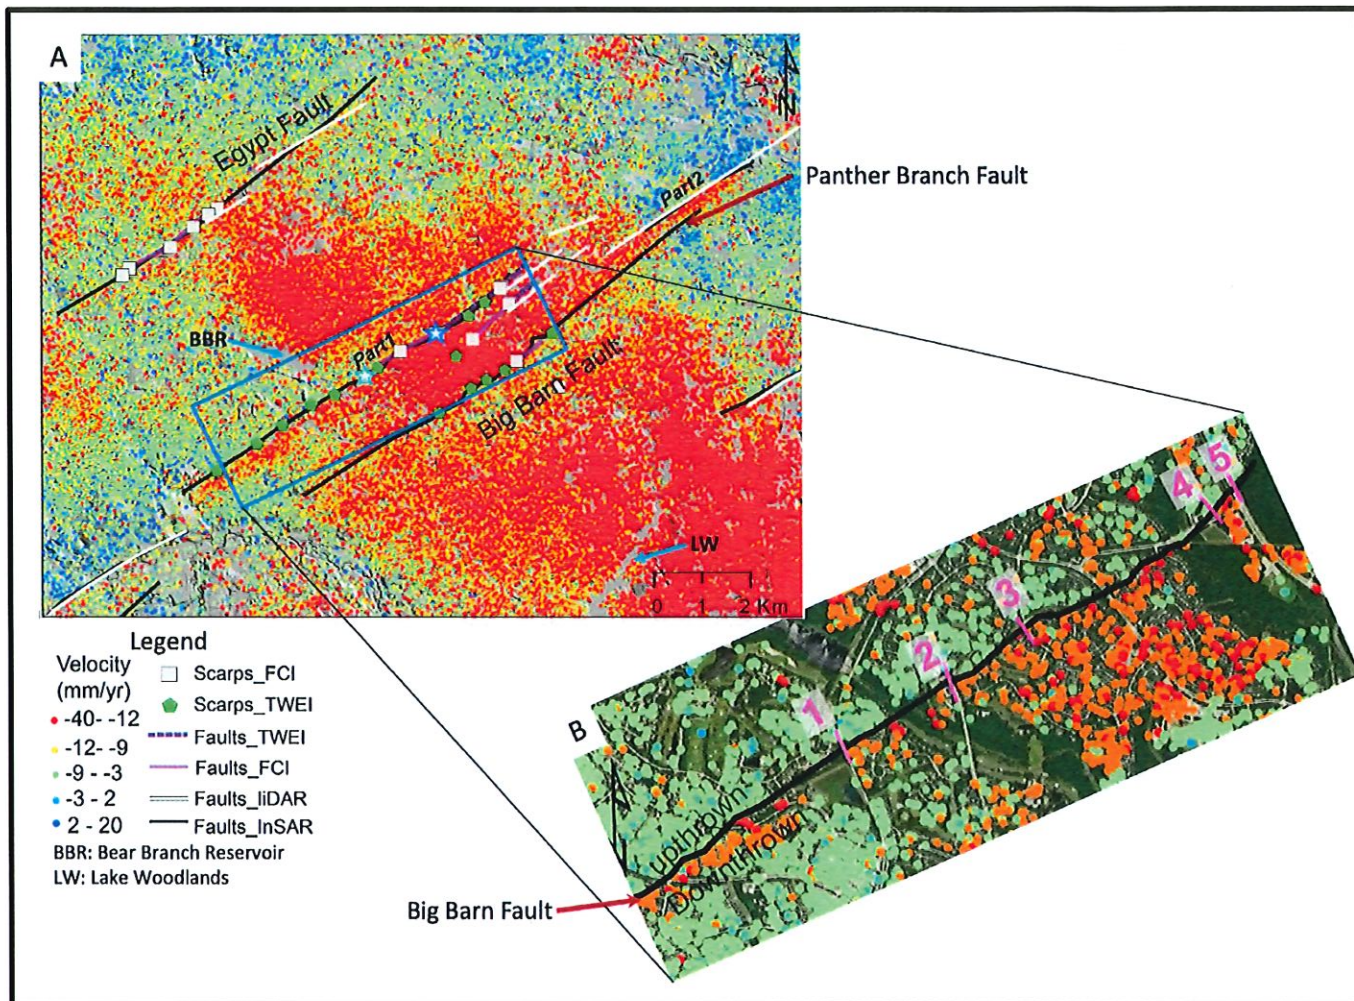 A
Egypt Fault
Part2
Panther Branch Fault
BBR
Part1
Big Barn Fault
LW
0 1 2 Km
Legend
Velocity
(mm/yr)
-40- -12
-12- -9
-9 - -3
-3 - 2
2 - 20
Scarps_FCI
Scarps_TWEI
Faults_TWEI
Faults_FCI
Faults_liDAR
Faults_InSAR
BBR: Bear Branch Reservoir
LW: Lake Woodlands
B
1
2
3
4
5
upthrown
Downthrown
Big Barn Fault